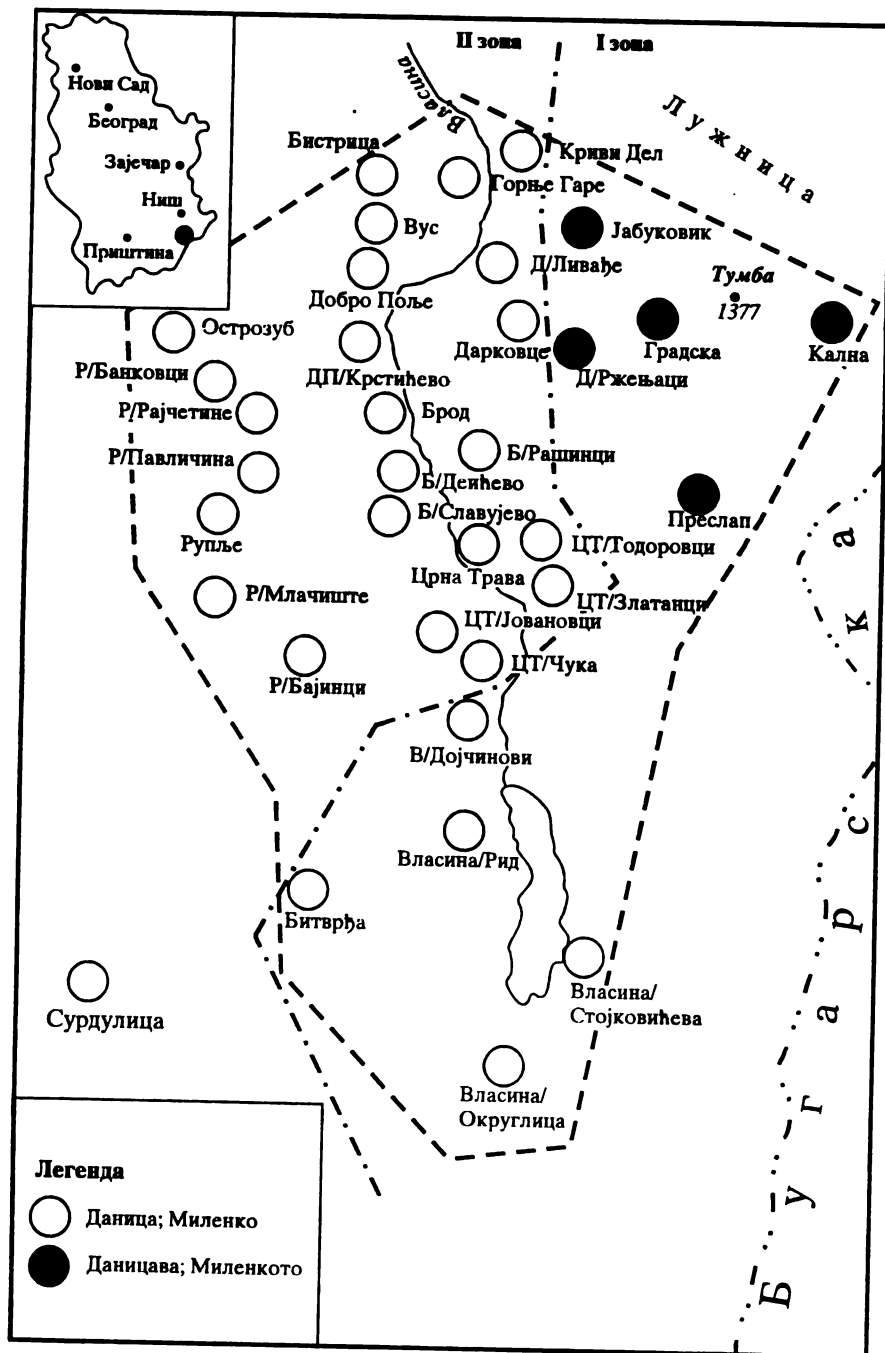 II зона
I зона
Нови Сад
Београд
Зајечар
Ниш
Приштина
Власина
Лужница
Бистрица
Криви Дел
Горње Гаре
Вус
Јабуковик
Д/Ливађе
Добро Поље
Тумба
1377
Острозуб
Дарковце
Градска
Кална
Р/Банковци
ДП/Крстићево
Д/Ржењаци
Р/Рајчетине
Брод
Р/Павличина
Б/Рашинци
Б/Деићево
Б/Славујево
Преслап
Рупље
ЦТ/Тодоровци
Црна Трава
Р/Млачиште
ЦТ/Златанци
ЦТ/Јовановци
ЦТ/Чука
Р/Бајинци
В/Дојчинови
Власина/Рид
Битврђа
Власина/
Стојковићева
Сурдулица
Власина/
Округлица
Бугарска
Легенда
Даница; Миленко
Даницава; Миленкото